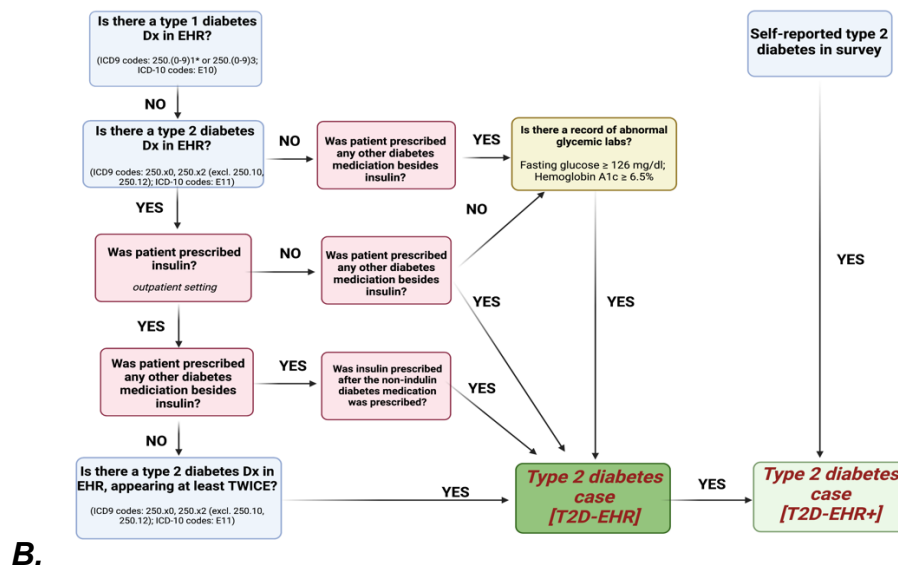 Is there a type 1 diabetes
Dx in EHR?
(ICD9 codes: 250.(0-9)1* or 250.(0-9)3;
ICD-10 codes: E10)
Self-reported type 2
diabetes in survey
NO
Is there a type 2 diabetes
Dx in EHR?
(ICD9 codes: 250.x0, 250.x2 (excl. 250.10,
250.12); ICD-10 codes: E11)
NO
Was patient prescribed
any other diabetes
mediciation besides
insulin?
YES
Is there a record of abnormal
glycemic labs?
Fasting glucose ≥ 126 mg/dl;
Hemoglobin A1c ≥ 6.5%
YES
NO
YES
Was patient prescribed
insulin?
outpatient setting
NO
Was patient prescribed
any other diabetes
mediciation besides
insulin?
YES
YES
YES
Was patient prescribed
any other diabetes
mediciation besides
insulin?
YES
Was insulin prescribed
after the non-indulin
diabetes medication
was prescribed?
YES
NO
Is there a type 2 diabetes Dx in
EHR, appearing at least TWICE?
(ICD9 codes: 250.x0, 250.x2 (excl. 250.10,
250.12); ICD-10 codes: E11)
YES
Type 2 diabetes
case
[T2D-EHR]
YES
Type 2 diabetes
case
[T2D-EHR+]
B.